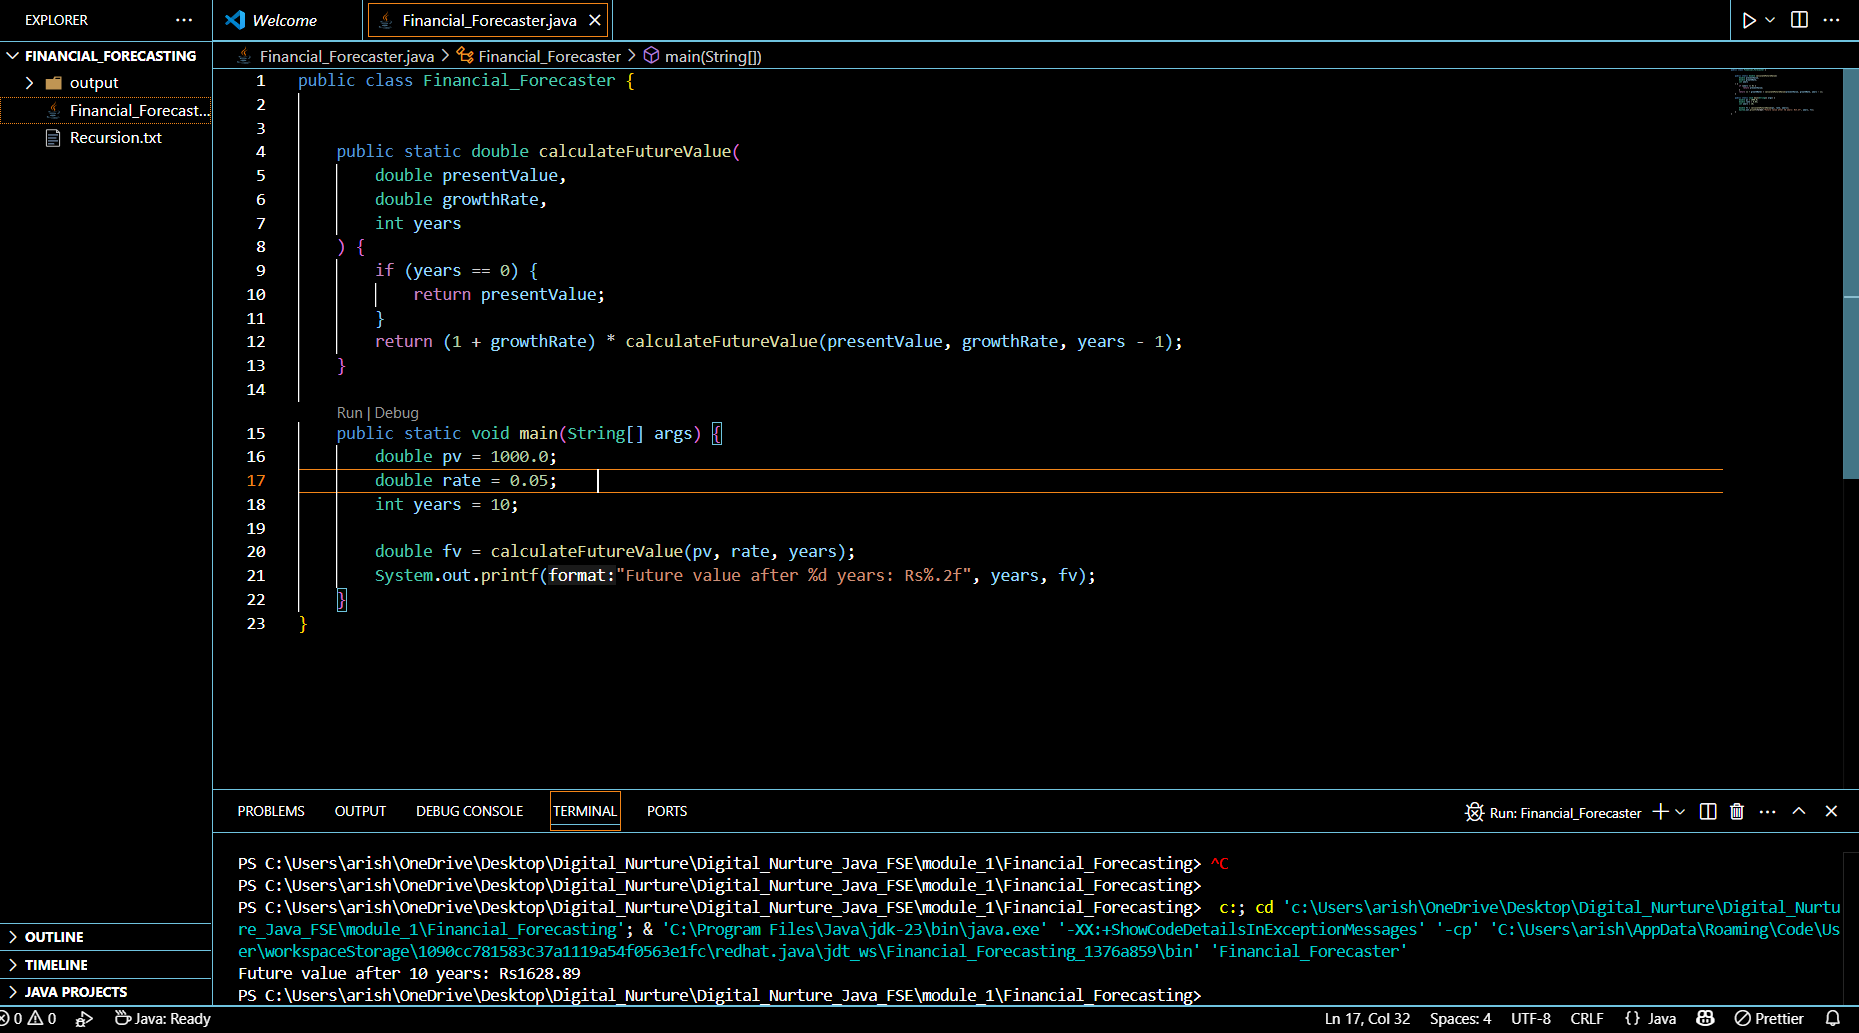 EXPLORER
Welcome
Financial_Forecaster.java
FINANCIAL_FORECASTING
output
Financial_Forecast...
Recursion.txt
Financial_Forecaster.java > Financial_Forecaster > main(String[])
1 public class Financial_Forecaster {
2
3
4 public static double calculateFutureValue(
5 double presentValue,
6 double growthRate,
7 int years
8 ) {
9 if (years == 0) {
10 return presentValue;
11 }
12 return (1 + growthRate) * calculateFutureValue(presentValue, growthRate, years - 1);
13 }
14
Run | Debug
15 public static void main(String[] args) {
16 double pv = 1000.0;
17 double rate = 0.05;
18 int years = 10;
19
20 double fv = calculateFutureValue(pv, rate, years);
21 System.out.printf(format:"Future value after %d years: Rs%.2f", years, fv);
22 }
23 }
PROBLEMS OUTPUT DEBUG CONSOLE TERMINAL PORTS
Run: Financial_Forecaster
PS C:\Users\arish\OneDrive\Desktop\Digital_Nurture\Digital_Nurture_Java_FSE\module_1\Financial_Forecasting> ^C
PS C:\Users\arish\OneDrive\Desktop\Digital_Nurture\Digital_Nurture_Java_FSE\module_1\Financial_Forecasting>
PS C:\Users\arish\OneDrive\Desktop\Digital_Nurture\Digital_Nurture_Java_FSE\module_1\Financial_Forecasting>  c:; cd 'c:\Users\arish\OneDrive\Desktop\Digital_Nurture\Digital_Nurtu
re_Java_FSE\module_1\Financial_Forecasting'; & 'C:\Program Files\Java\jdk-23\bin\java.exe' '-XX:+ShowCodeDetailsInExceptionMessages' '-cp' 'C:\Users\arish\AppData\Roaming\Code\Us
er\workspaceStorage\1090cc781583c37a1119a54f0563e1fc\redhat.java\jdt_ws\Financial_Forecasting_1376a859\bin' 'Financial_Forecaster'
Future value after 10 years: Rs1628.89
PS C:\Users\arish\OneDrive\Desktop\Digital_Nurture\Digital_Nurture_Java_FSE\module_1\Financial_Forecasting>
OUTLINE
TIMELINE
JAVA PROJECTS
0 0 Java: Ready
Ln 17, Col 32 Spaces: 4 UTF-8 CRLF {} Java Prettier